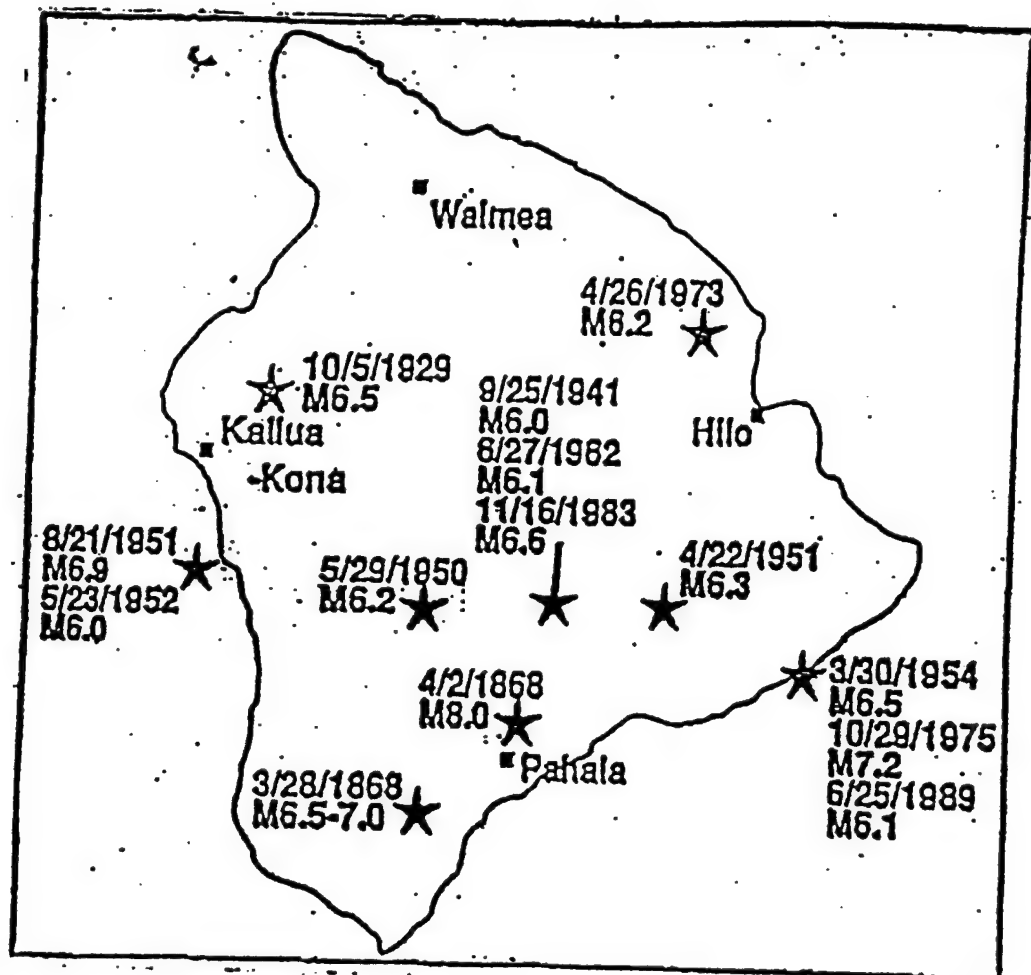 Waimea
4/26/1973
M6.2
10/5/1929
M6.5
9/25/1941
M6.0
6/27/1982
M6.1
11/16/1983
M6.6
Kailua
Kona
Hilo
8/21/1951
M6.9
5/23/1952
M6.0
5/29/1950
M6.2
4/22/1951
M6.3
4/2/1868
M8.0
Pahala
3/30/1954
M6.5
10/29/1975
M7.2
6/25/1989
M6.1
3/28/1868
M6.5-7.0